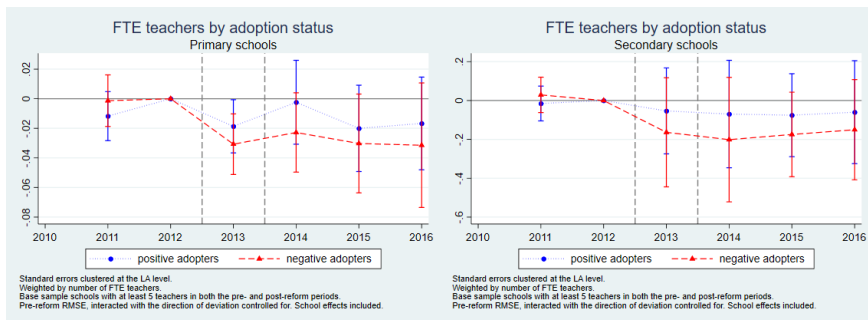 FTE teachers by adoption status
Primary schools
.02
0
-.02
-.04
-.06
-.08
2010 2011 2012 2013 2014 2015 2016
positive adopters negative adopters
Standard errors clustered at the LA level.
Weighted by number of FTE teachers.
Base sample schools with at least 5 teachers in both the pre- and post-reform periods.
Pre-reform RMSE, interacted with the direction of deviation controlled for. School effects included.
FTE teachers by adoption status
Secondary schools
.2
0
-.2
-.4
-.6
2010 2011 2012 2013 2014 2015 2016
positive adopters negative adopters
Standard errors clustered at the LA level.
Weighted by number of FTE teachers.
Base sample schools with at least 5 teachers in both the pre- and post-reform periods.
Pre-reform RMSE, interacted with the direction of deviation controlled for. School effects included.